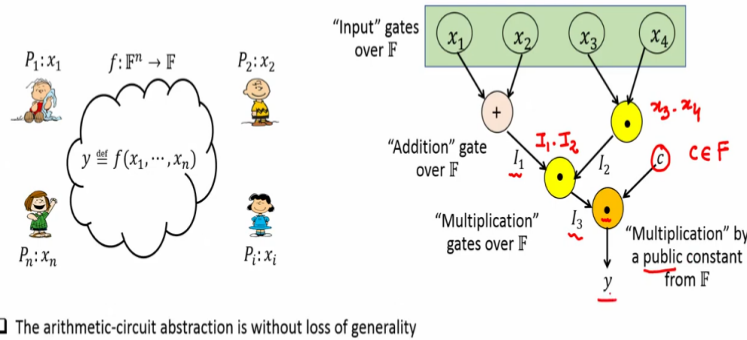 "Input" gates
over 𝔽
x₁ x₂ x₃ x₄
P₁: x₁
f: 𝔽ⁿ → 𝔽
P₂: x₂
+
x₃·x₄
"Addition" gate
over 𝔽
I₁·I₂
I₁
I₂
c
C∈F
y ≝ f(x₁, ⋯, xₙ)
"Multiplication"
gates over 𝔽
I₃
"Multiplication" by
a public constant
from 𝔽
Pₙ: xₙ
Pᵢ: xᵢ
y
The arithmetic-circuit abstraction is without loss of generality